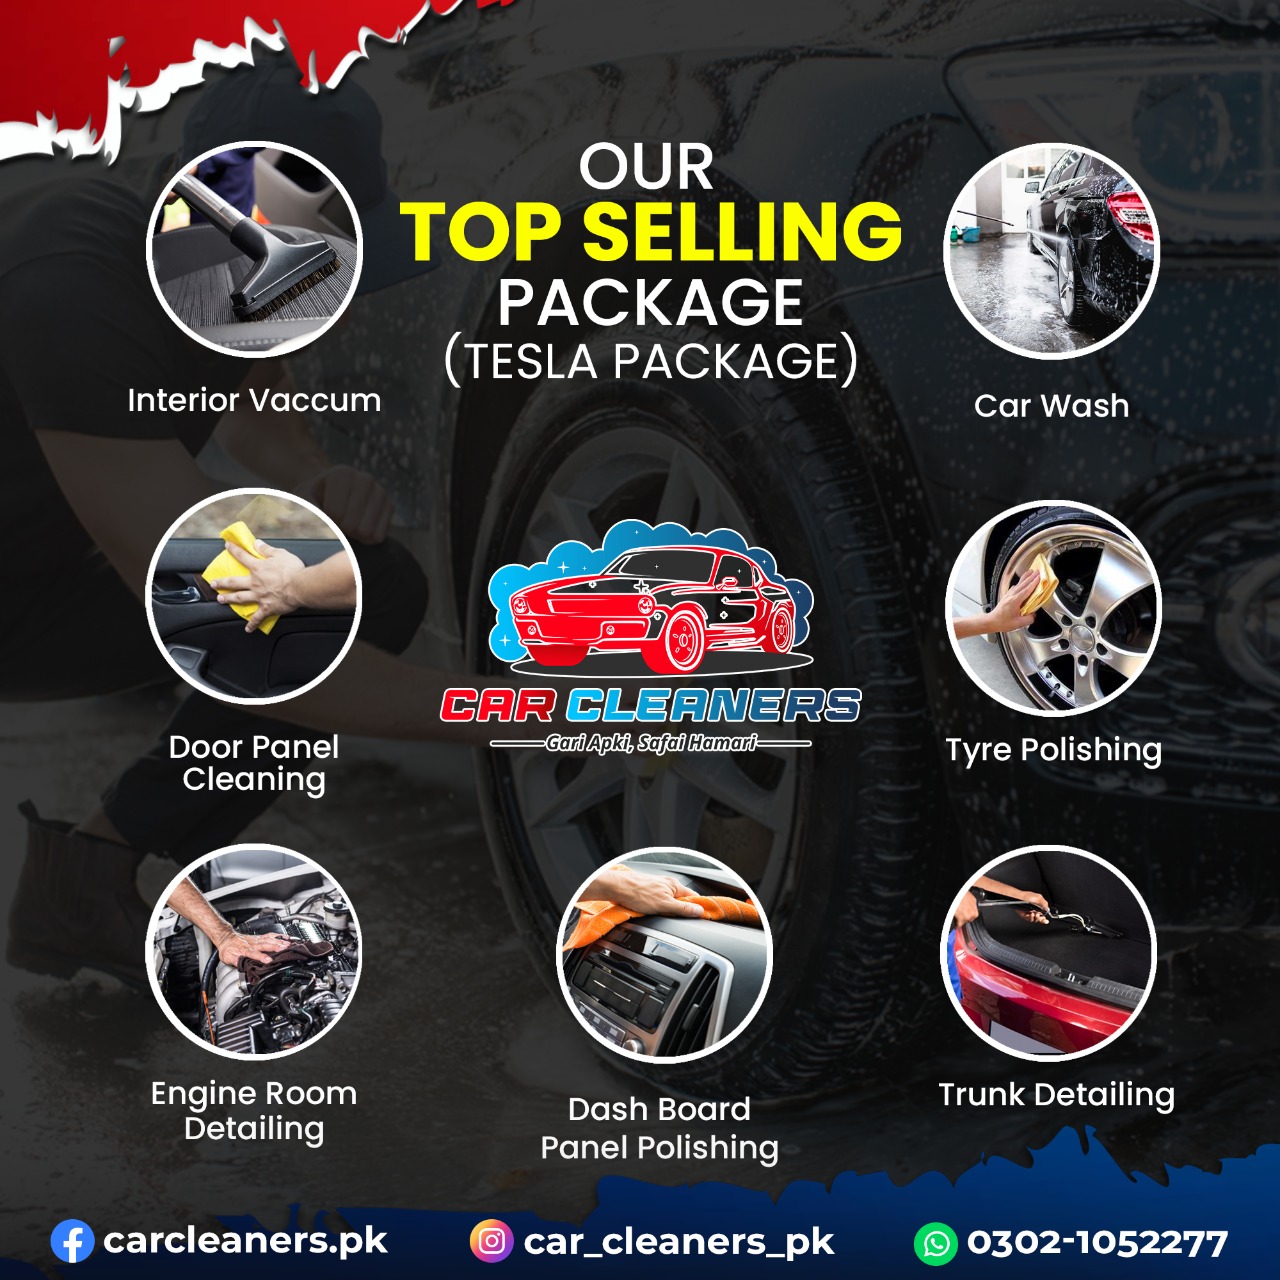 OUR
TOP SELLING
PACKAGE
(TESLA PACKAGE)
Interior Vaccum
Car Wash
CAR CLEANERS
Gari Apki, Safai Hamari
Door Panel
Cleaning
Tyre Polishing
Engine Room
Detailing
Dash Board
Panel Polishing
Trunk Detailing
carcleaners.pk
car_cleaners_pk
0302-1052277